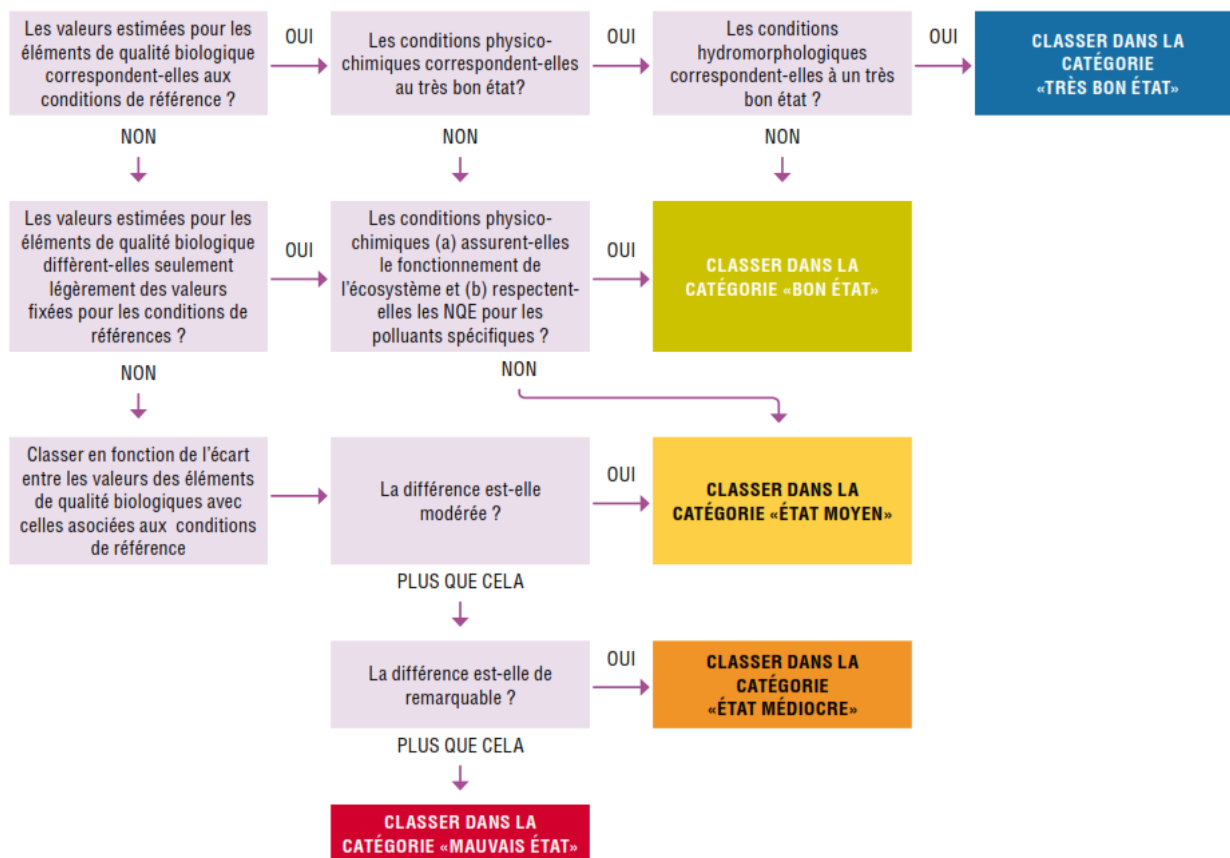 Les valeurs estimées pour les
éléments de qualité biologique
correspondent-elles aux
conditions de référence ?
OUI
Les conditions physico-
chimiques correspondent-elles
au très bon état?
OUI
Les conditions
hydromorphologiques
correspondent-elles à un très
bon état ?
OUI
CLASSER DANS LA
CATÉGORIE
«TRÈS BON ÉTAT»
NON
NON
NON
Les valeurs estimées pour les
éléments de qualité biologique
diffèrent-elles seulement
légèrement des valeurs
fixées pour les conditions de
références ?
OUI
Les conditions physico-
chimiques (a) assurent-elles
le fonctionnement de
l'écosystème et (b) respectent-
elles les NQE pour les
polluants spécifiques ?
OUI
CLASSER DANS LA
CATÉGORIE «BON ÉTAT»
NON
NON
Classer en fonction de l'écart
entre les valeurs des éléments
de qualité biologiques avec
celles asociées aux conditions
de référence
La différence est-elle
modérée ?
OUI
CLASSER DANS LA
CATÉGORIE «ÉTAT MOYEN»
PLUS QUE CELA
La différence est-elle de
remarquable ?
OUI
CLASSER DANS LA
CATÉGORIE
«ÉTAT MÉDIOCRE»
PLUS QUE CELA
CLASSER DANS LA
CATÉGORIE «MAUVAIS ÉTAT»